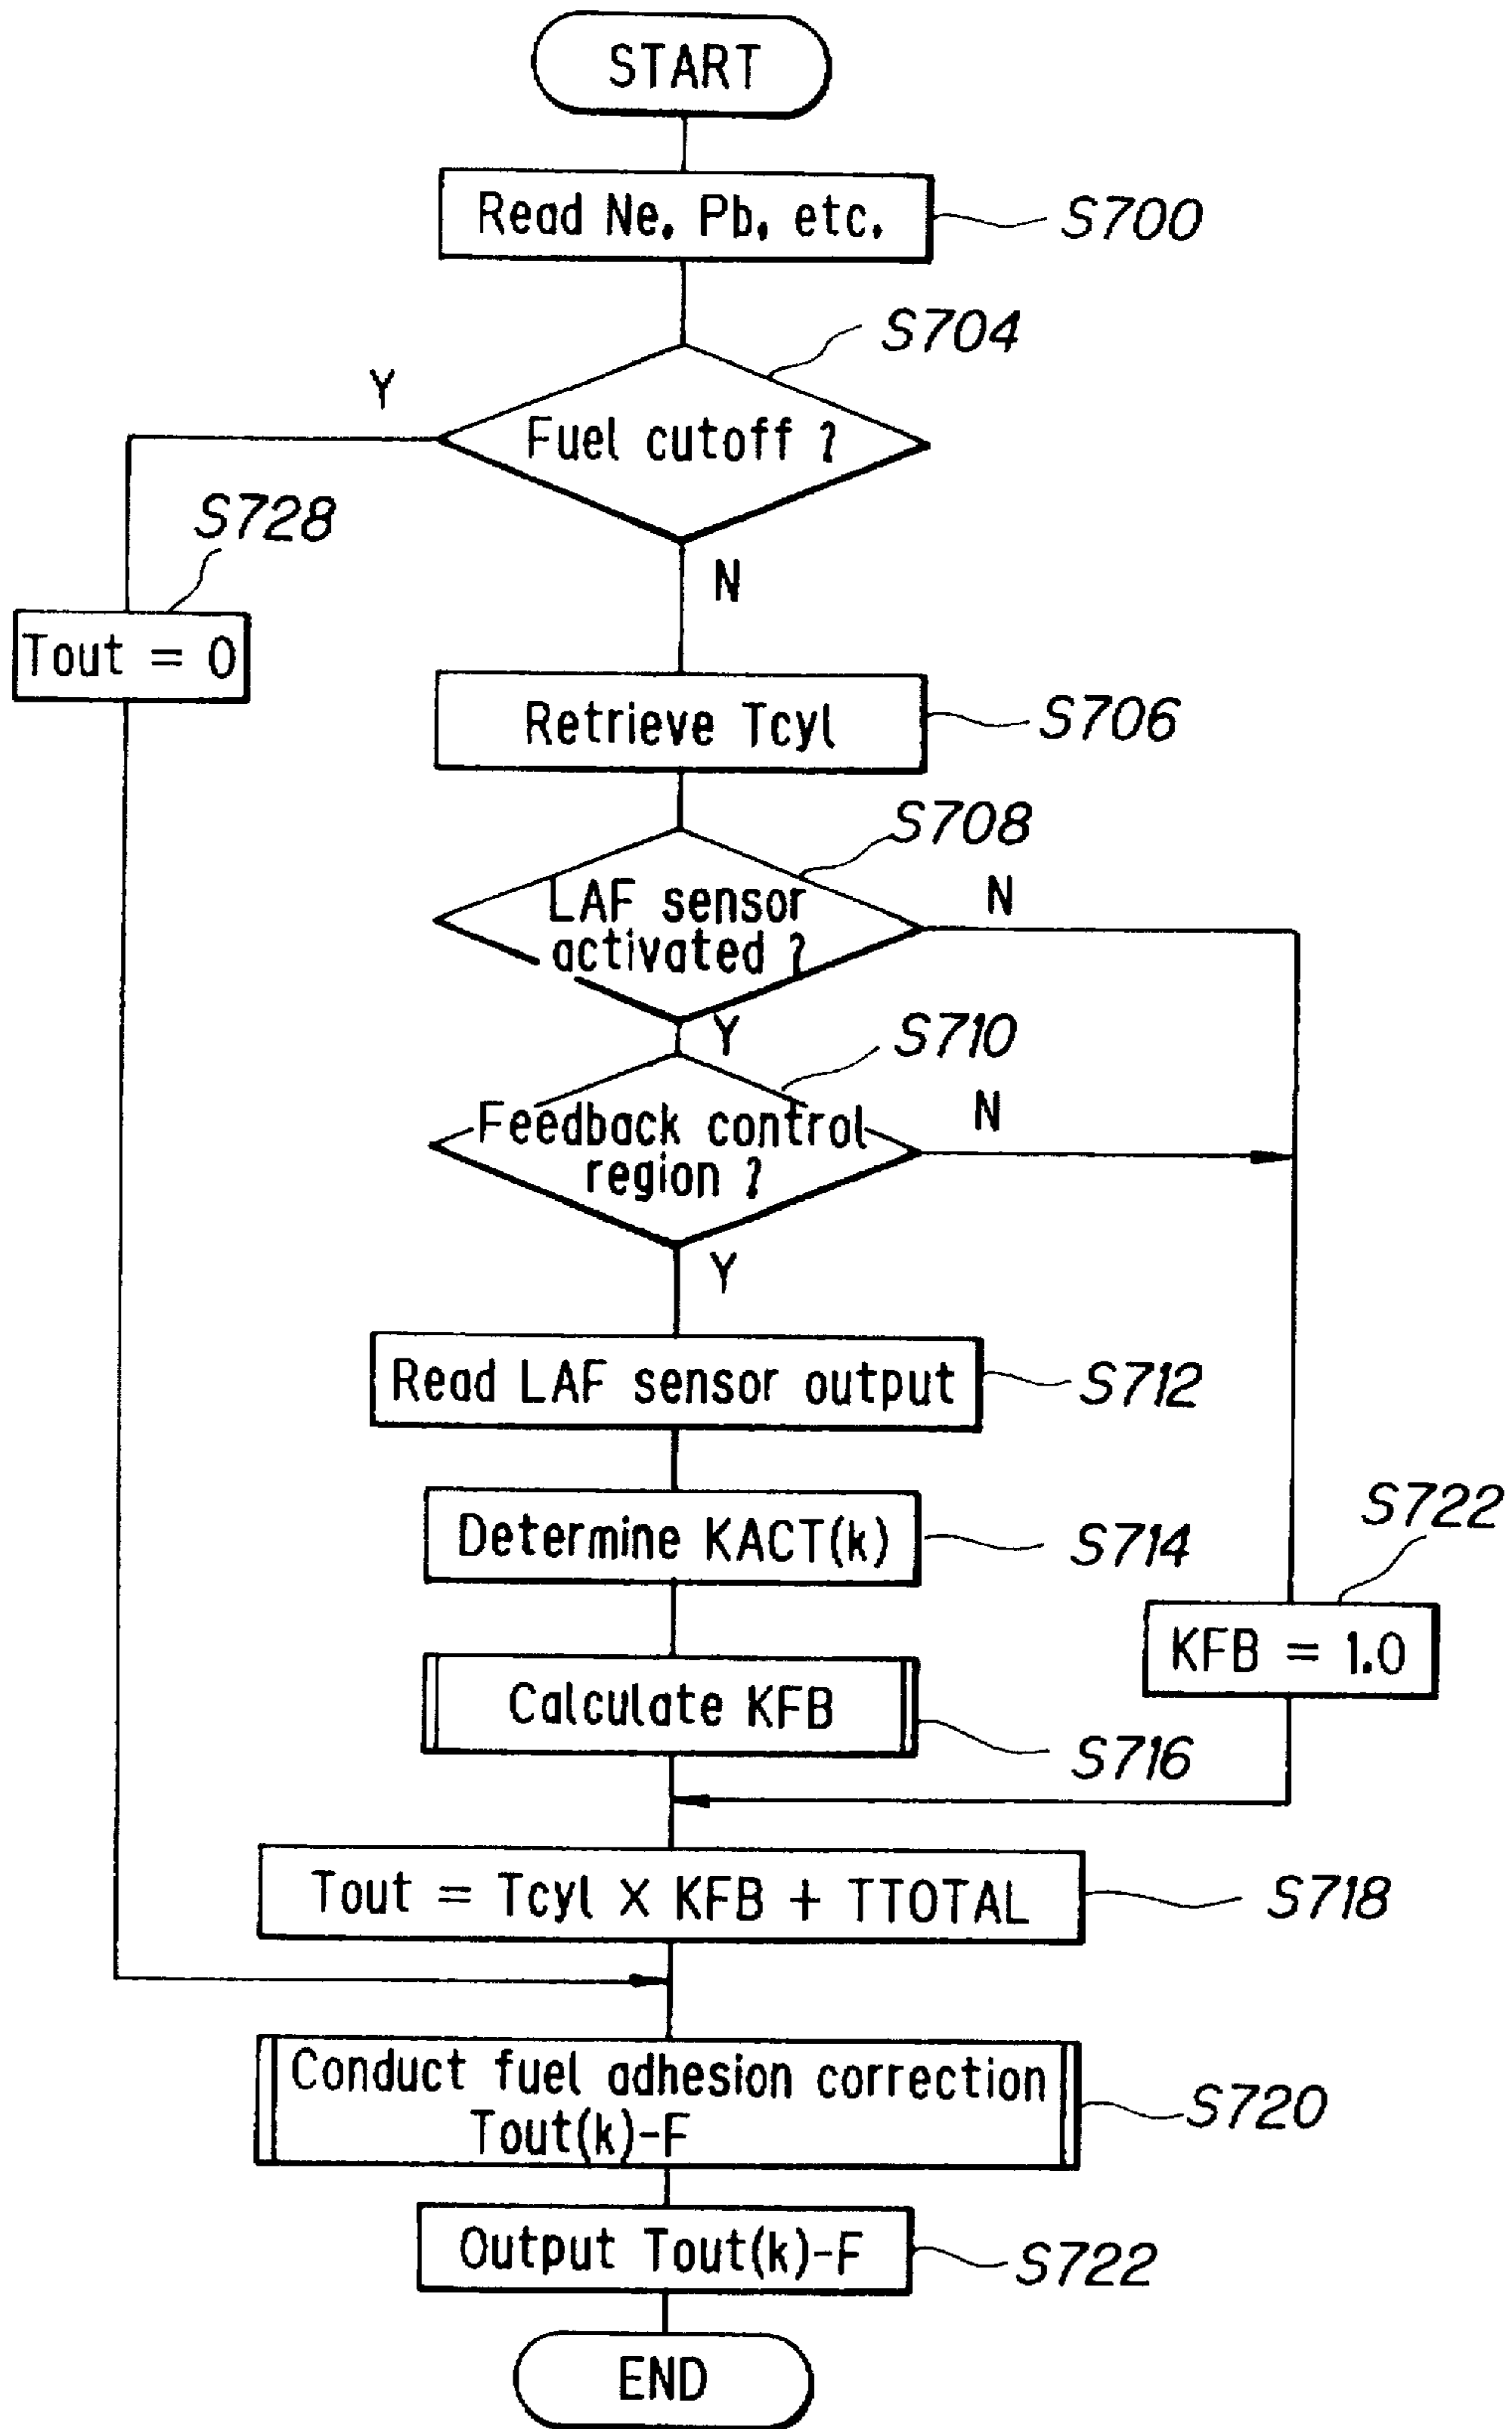 START
Read Ne, Pb, etc.
S700
S704
Y
Fuel cutoff ?
S728
N
Tout = 0
Retrieve Tcyl
S706
S708
LAF sensor
activated ?
N
Y
S710
Feedback control
region ?
N
Y
Read LAF sensor output
S712
Determine KACT(k)
S714
S722
KFB = 1.0
Calculate KFB
S716
Tout = Tcyl X KFB + TTOTAL
S718
Conduct fuel adhesion correction
Tout(k)-F
S720
Output Tout(k)-F
S722
END